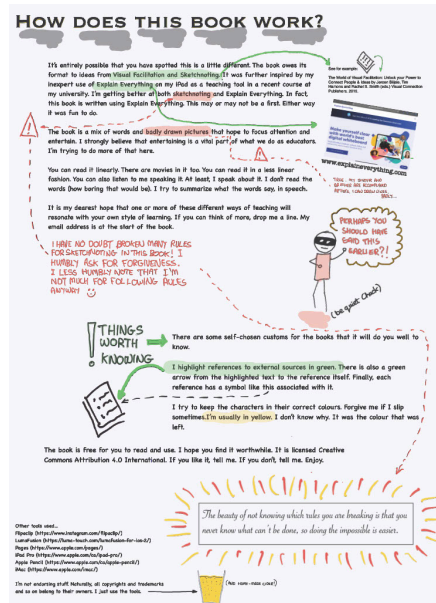 HOW DOES THIS BOOK WORK?
It's entirely possible that you have spotted this is a little different. The book owes its
format to ideas from Visual Facilitation and Sketchnoting. It was further inspired by my
inexpert use of Explain Everything on my iPad as a teaching tool in a recent course at
my university. I'm getting better at both sketchnoting and Explain Everything. In fact,
this book is written using Explain Everything. This may or may not be a first. Either way
it was fun to do.
See for example:
The World of Visual Facilitation: Unlock your Power to
Connect People & Ideas by
Harrione and Rachel S. Smith (eds.) Visual Connection
Publishers, 2019.
The book is a mix of words and badly drawn pictures that hope to focus attention and
entertain. I strongly believe that entertaining is a vital part of what we do as educators.
I'm trying to do more of that here.
www.explaineverything.com
You can read it linearly. There are movies in it too. You can read it in a less linear
fashion. You can also listen to me speaking it. At least, I speak about it. I don't read the
words (how boring that would be). I try to summarize what the words say, in speech.
It is my dearest hope that one or more of these different ways of teaching will
resonate with your own style of learning. If you can think of more, drop me a line. My
email address is at the start of the book.
PERHAPS YOU
SHOULD HAVE
SAID THIS
EARLIER?!
I HAVE NO DOUBT BROKEN MANY RULES
FOR SKETCHNOTING IN THIS BOOK! I
HUMBLY ASK FOR FORGIVENESS.
I LESS HUMBLY NOTE THAT I'M
NOT MUCH FOR FOLLOWING RULES
ANYWAY
(be quiet Chuck)
! THINGS
WORTH
KNOWING
There are some self-chosen customs for the books that it will do you well to
know.
I highlight references to external sources in green. There is also a green
arrow from the highlighted text to the reference itself. Finally, each
reference has a symbol like this associated with it.
I try to keep the characters in their correct colours. Forgive me if I slip
sometimes. I'm usually in yellow. I don't know why. It was the colour that was
left.
The book is free for you to read and use. I hope you find it worthwhile. It is licensed Creative
Commons Attribution 4.0 International. If you like it, tell me. If you don't, tell me. Enjoy.
The beauty of not knowing which rules you are breaking is that you
never know what can't be done, so doing the impossible is easier.
Other tools used...
Flipaclip (https://www.instagram.com/flipaclip/)
LumaFusion (https://luma-touch.com/lumafusion-for-ios-2/)
Pages (https://www.apple.com/pages/)
iPad Pro (https://www.apple.com/ca/ipad-pro/)
Apple Pencil (https://www.apple.com/ca/apple-pencil/)
iMac (https://www.apple.com/imac/)
I'm not endorsing stuff. Naturally, all copyrights and trademarks
and so on belong to their owners. I just use the tools.